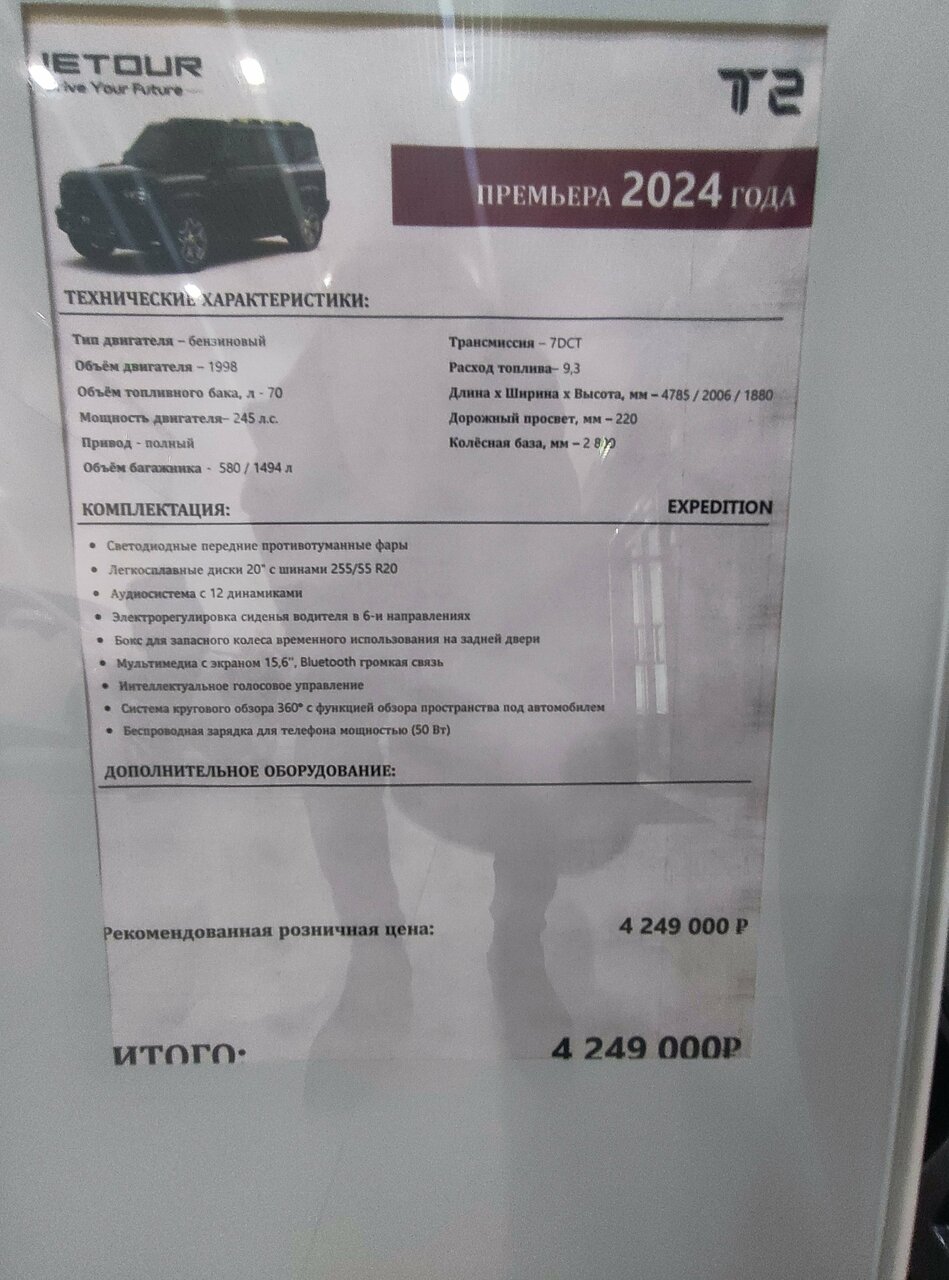 JETOUR
Drive Your Future
T2
ПРЕМЬЕРА 2024 ГОДА
ТЕХНИЧЕСКИЕ ХАРАКТЕРИСТИКИ:
Тип двигателя – бензиновый
Объём двигателя – 1998
Объём топливного бака, л - 70
Мощность двигателя– 245 л.с.
Привод - полный
Объём багажника - 580 / 1494 л
Трансмиссия – 7DCT
Расход топлива– 9,3
Длина х Ширина х Высота, мм – 4785 / 2006 / 1880
Дорожный просвет, мм – 220
Колёсная база, мм –
КОМПЛЕКТАЦИЯ:
EXPEDITION
• Светодиодные передние противотуманные фары
• Легкосплавные диски 20" с шинами 255/55 R20
• Аудиосистема с 12 динамиками
• Электрорегулировка сиденья водителя в 6-и направлениях
• Бокс для запасного колеса временного использования на задней двери
• Мультимедиа с экраном 15,6", Bluetooth громкая связь
• Интеллектуальное голосовое управление
• Система кругового обзора 360° с функцией обзора пространства под автомобилем
• Беспроводная зарядка для телефона мощностью (50 Вт)
ДОПОЛНИТЕЛЬНОЕ ОБОРУДОВАНИЕ:
Рекомендованная розничная цена: 4 249 000 ₽
ИТОГО: 4 249 000₽